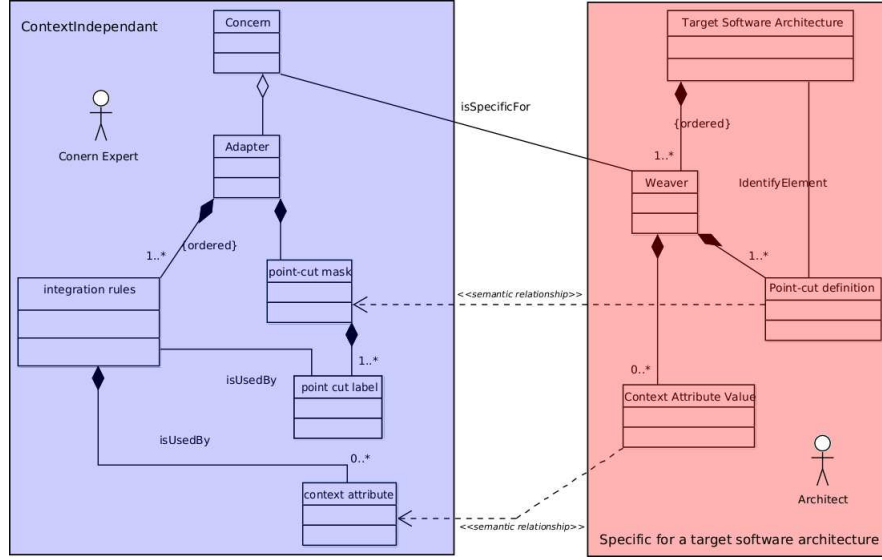 ContextIndependant
Concern
Target Software Architecture
isSpecificFor
{ordered}
Conern Expert
Adapter
1..*
Weaver
IdentifyElement
{ordered}
1..*
1..*
point-cut mask
integration rules
<<semantic relationship>>
Point-cut definition
1..*
isUsedBy
point cut label
0..*
Context Attribute Value
isUsedBy
0..*
context attribute
Architect
<<semantic relationship>>
Specific for a target software architecture